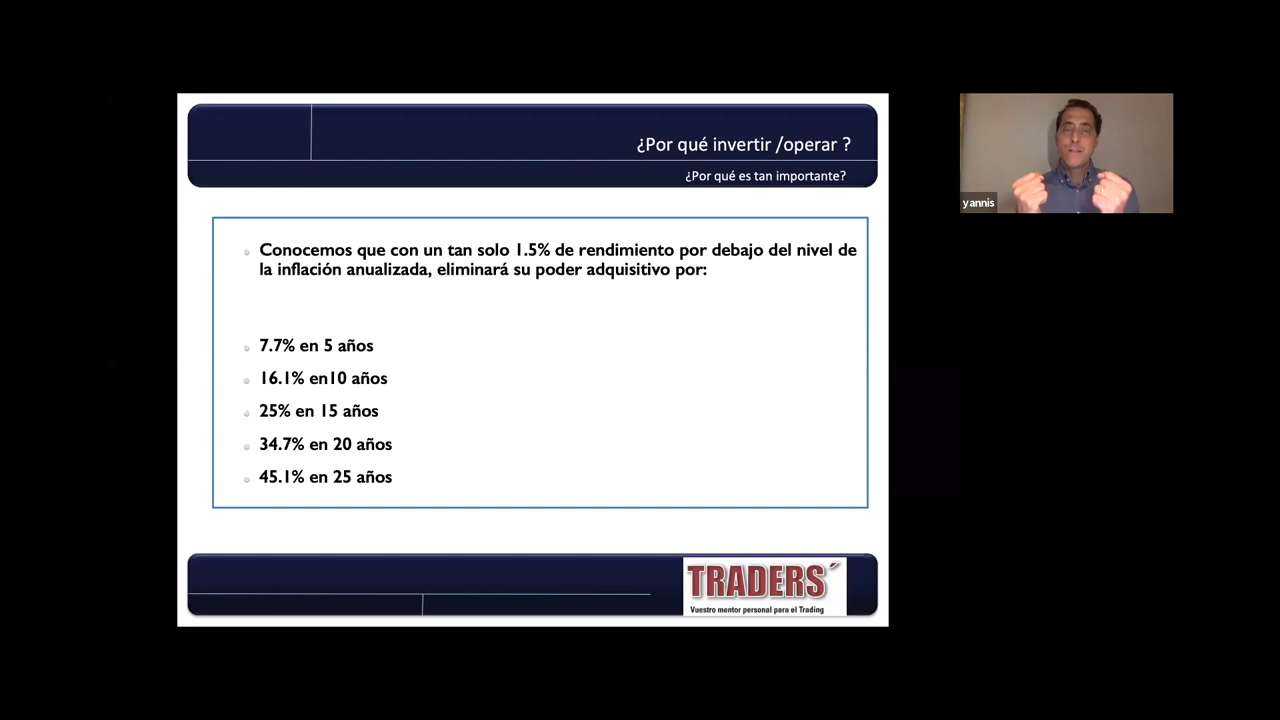 ¿Por qué invertir /operar ?
¿Por qué es tan importante?
Conocemos que con un tan solo 1.5% de rendimiento por debajo del nivel de
la inflación anualizada, eliminará su poder adquisitivo por:
7.7% en 5 años
16.1% en10 años
25% en 15 años
34.7% en 20 años
45.1% en 25 años
TRADERS´
Vuestro mentor personal para el Trading
yannis